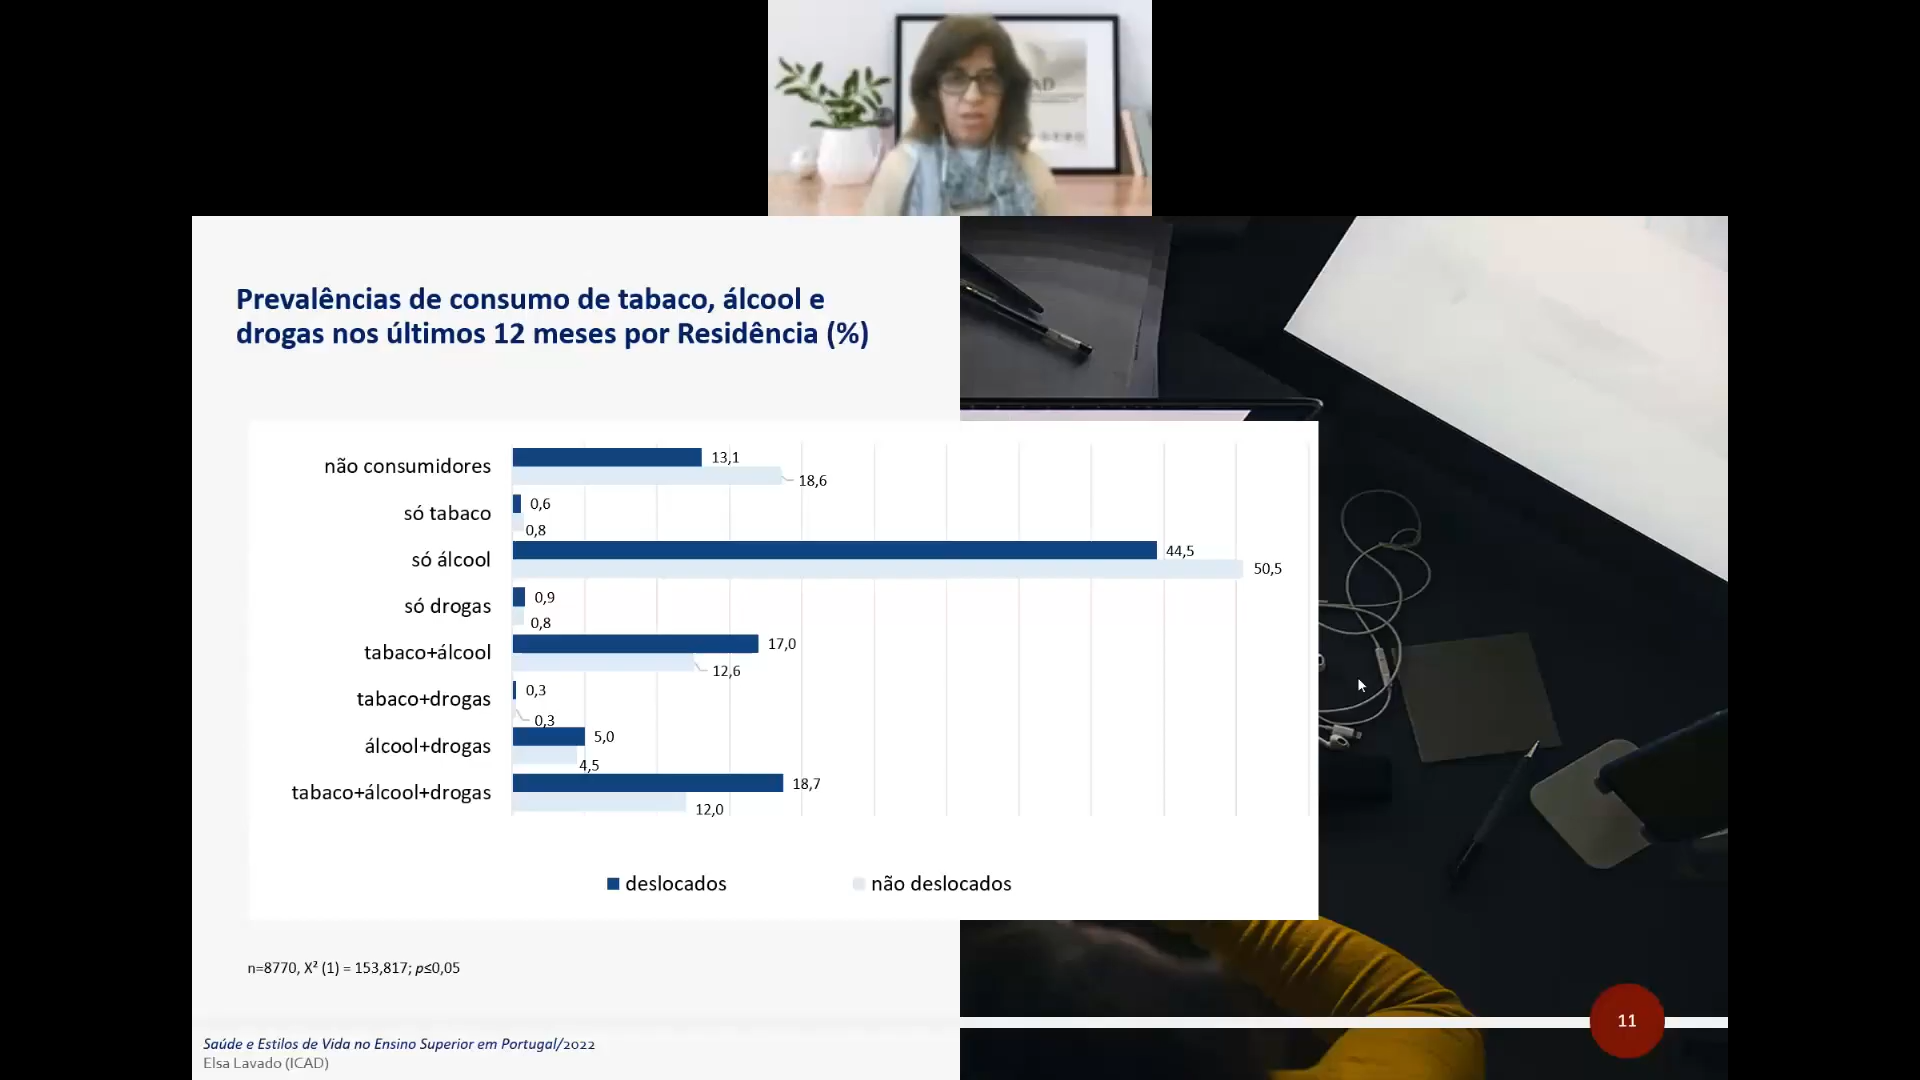 Prevalências de consumo de tabaco, álcool e
drogas nos últimos 12 meses por Residência (%)
não consumidores
13,1
18,6
só tabaco
0,6
0,8
só álcool
44,5
50,5
só drogas
0,9
0,8
tabaco+álcool
17,0
12,6
tabaco+drogas
0,3
0,3
álcool+drogas
5,0
4,5
tabaco+álcool+drogas
18,7
12,0
deslocados
não deslocados
n=8770, X² (1) = 153,817; p≤0,05
Saúde e Estilos de Vida no Ensino Superior em Portugal/2022
Elsa Lavado (ICAD)
11